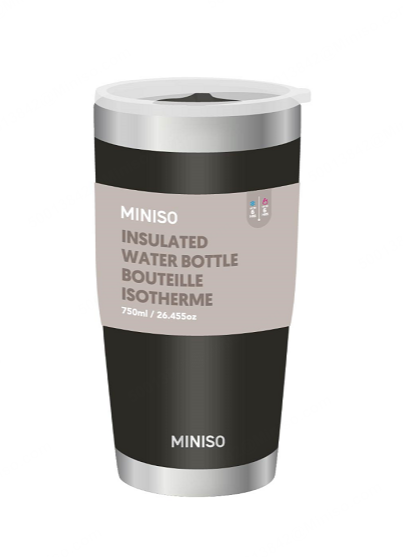 MINISO
INSULATED
WATER BOTTLE
BOUTEILLE
ISOTHERME
750ml / 26.455oz
MINISO